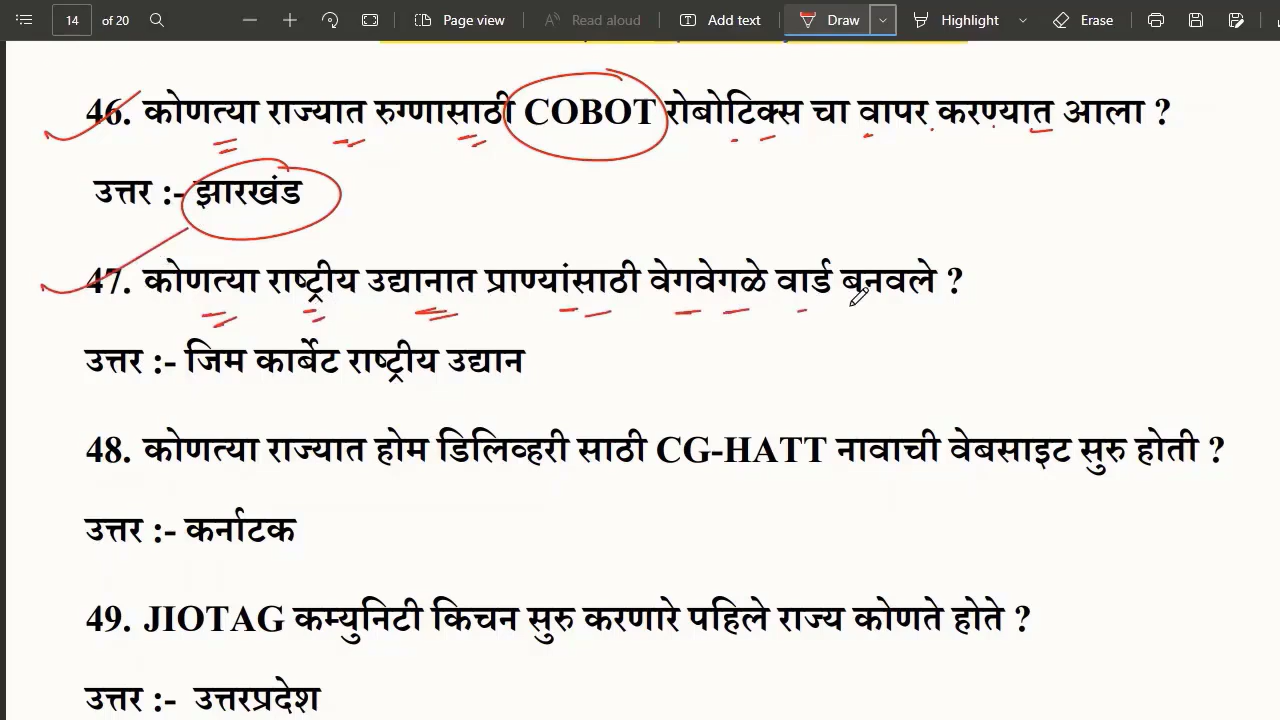 14 of 20 Page view Read aloud Add text Draw Highlight Erase
46. कोणत्या राज्यात रुग्णासाठी COBOT रोबोटिक्स चा वापर करण्यात आला ?
उत्तर :- झारखंड
47. कोणत्या राष्ट्रीय उद्यानात प्राण्यांसाठी वेगवेगळे वार्ड बनवले ?
उत्तर :- जिम कार्बेट राष्ट्रीय उद्यान
48. कोणत्या राज्यात होम डिलिव्हरी साठी CG-HATT नावाची वेबसाइट सुरु होती ?
उत्तर :- कर्नाटक
49. JIOTAG कम्युनिटी किचन सुरु करणारे पहिले राज्य कोणते होते ?
उत्तर :- उत्तरप्रदेश